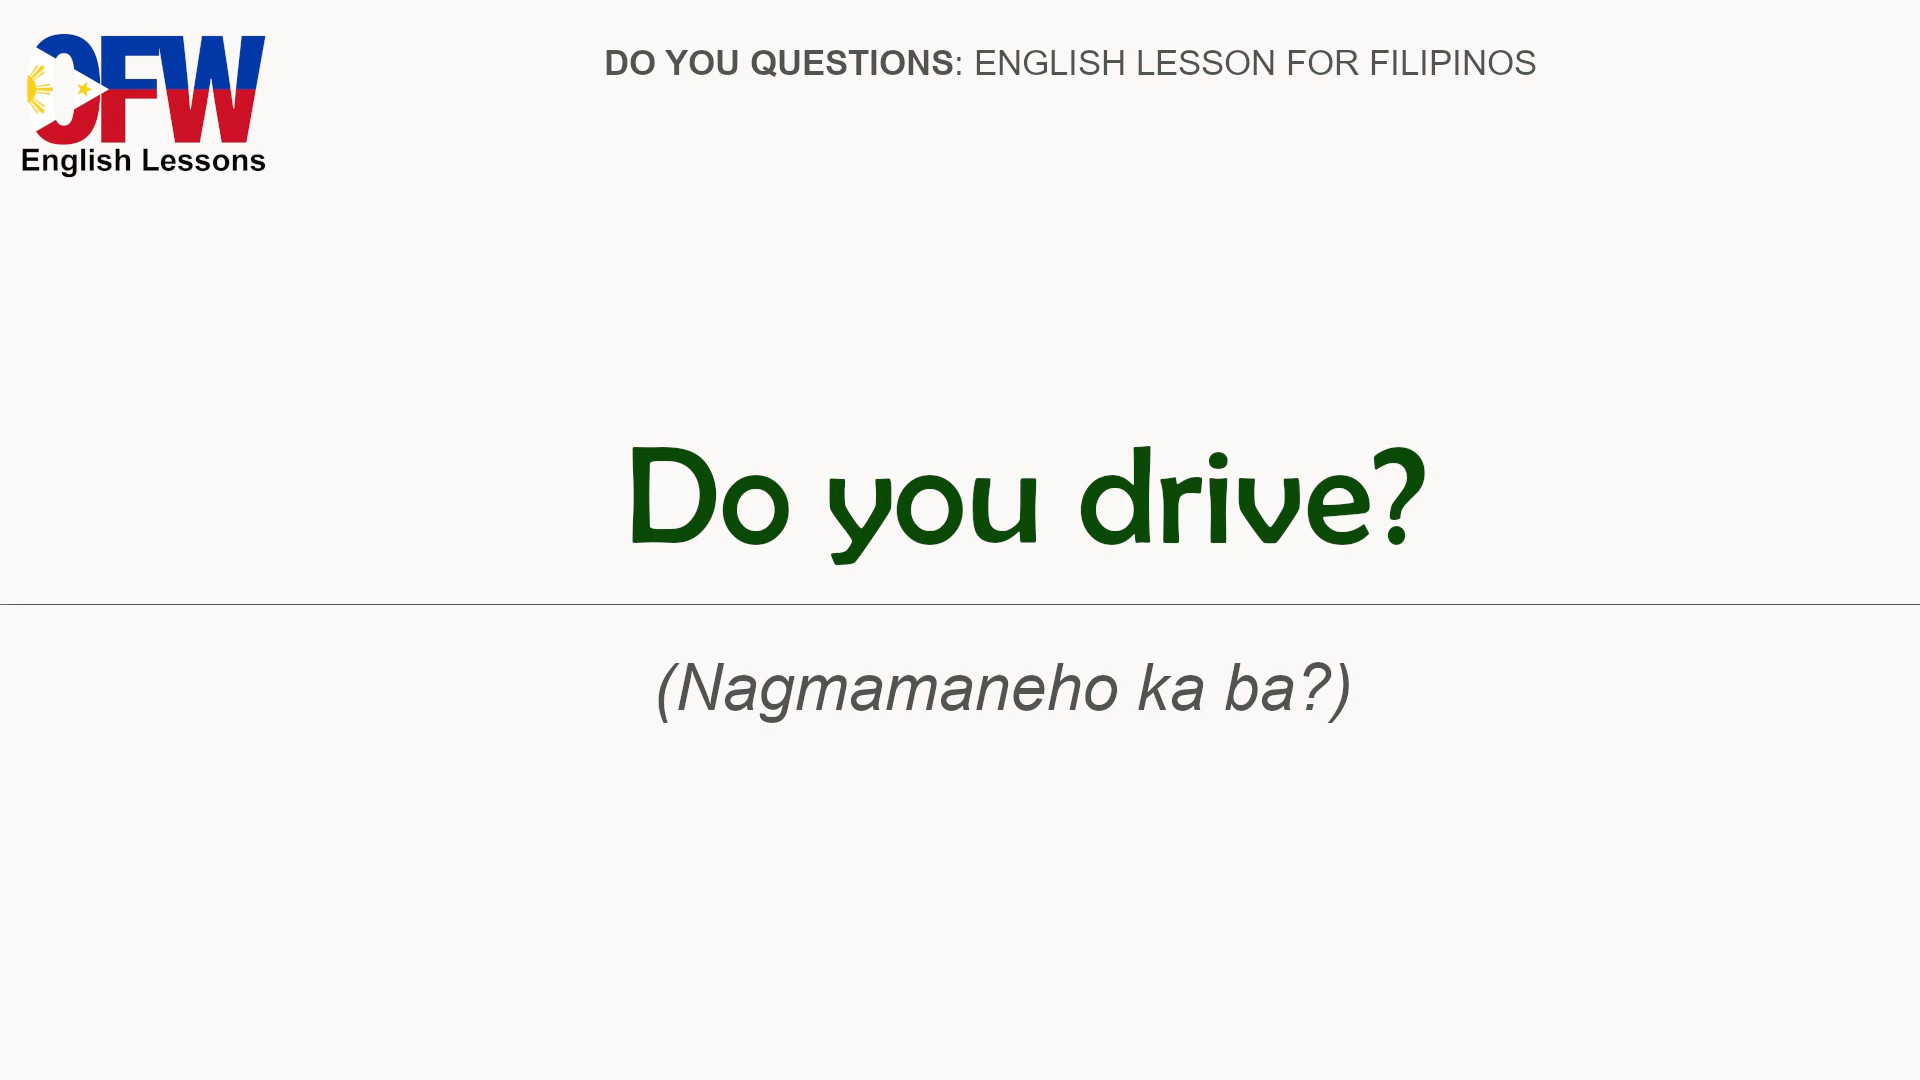 OFW
English Lessons
DO YOU QUESTIONS: ENGLISH LESSON FOR FILIPINOS
Do you drive?
(Nagmamaneho ka ba?)